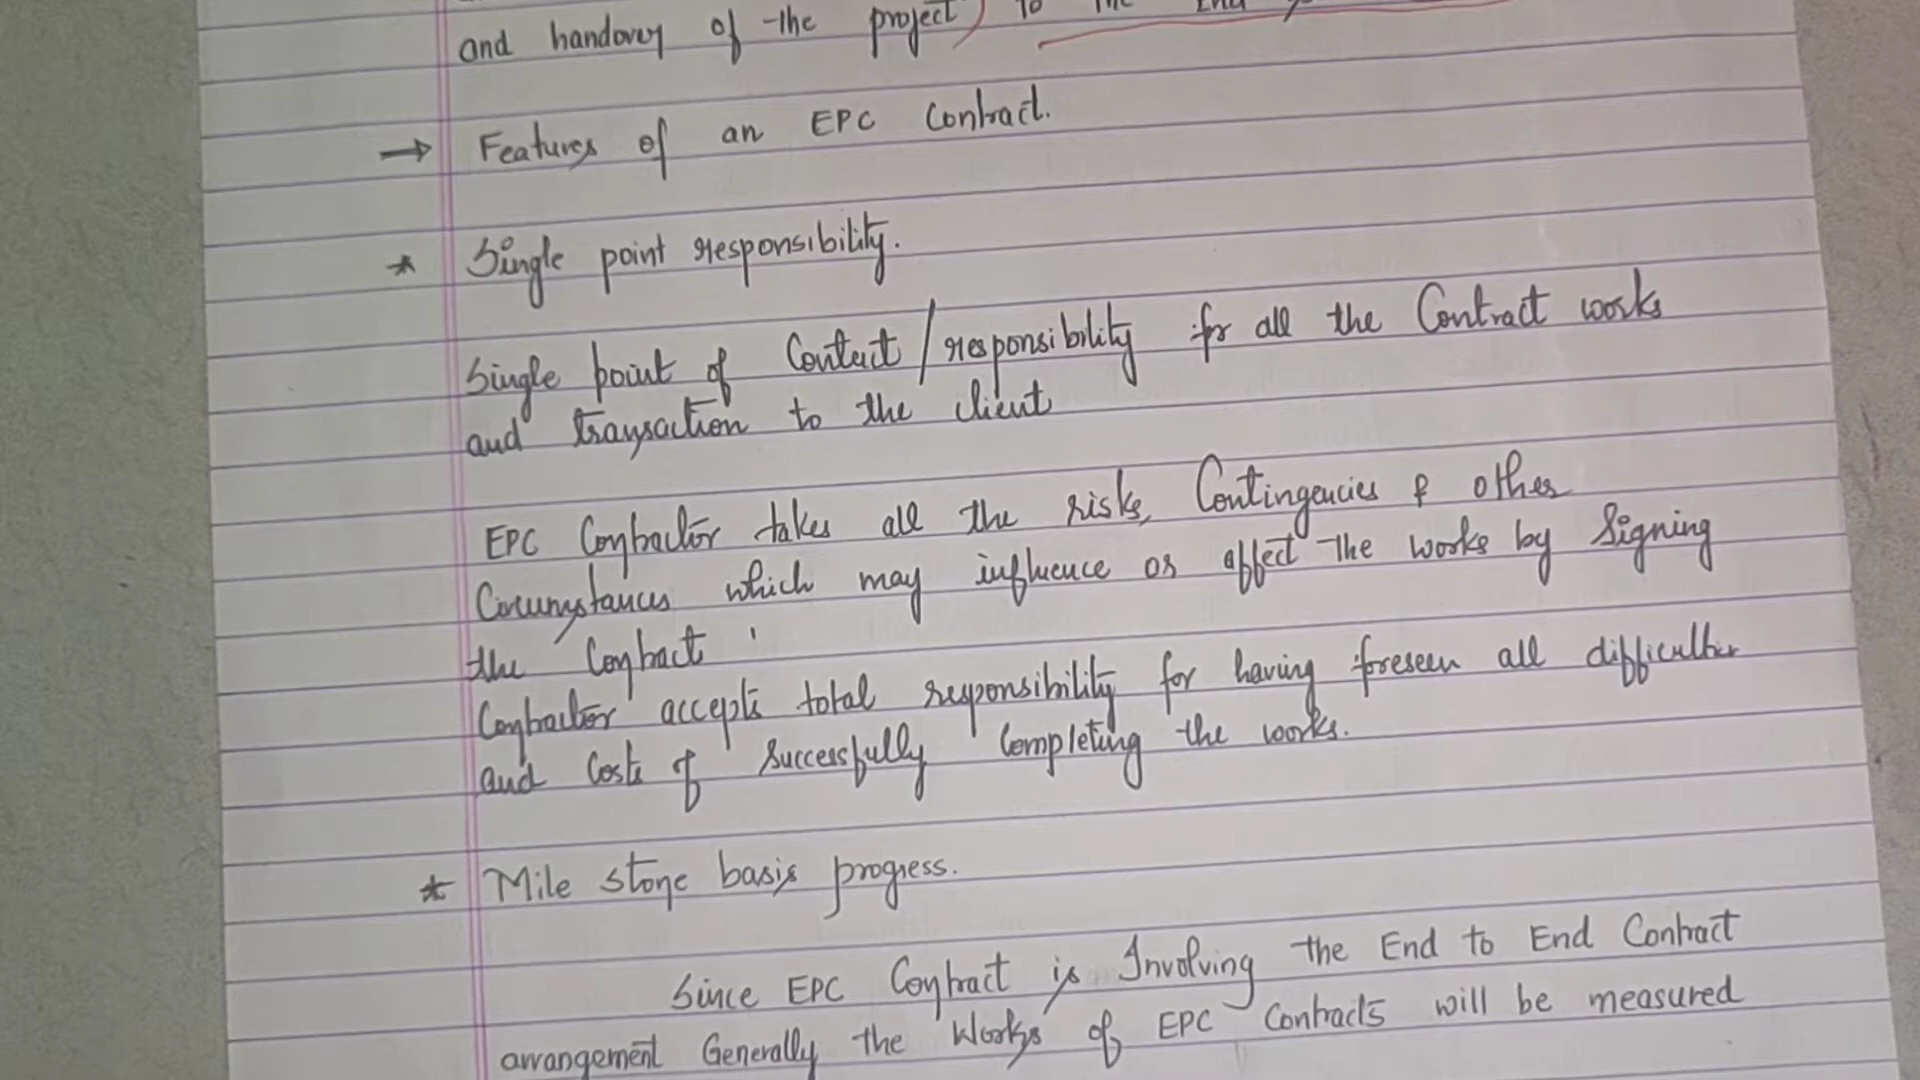 and handover of the project) To the End
→ Features of an EPC Contract.
* Single point responsibility.
Single point of Contact / responsibility for all the Contract works
and transaction to the client
EPC Contractor takes all the risks, Contingencies & other
Circumstances which may influence or affect the works by Signing
the Contract
Contractor accepts total responsibility for having foreseen all difficulties
and Costs of Successfully Completing the works.
* Mile stone basis progress.
Since EPC Contract is Involving the End to End Contract
arrangement Generally the Works of EPC Contracts will be measured